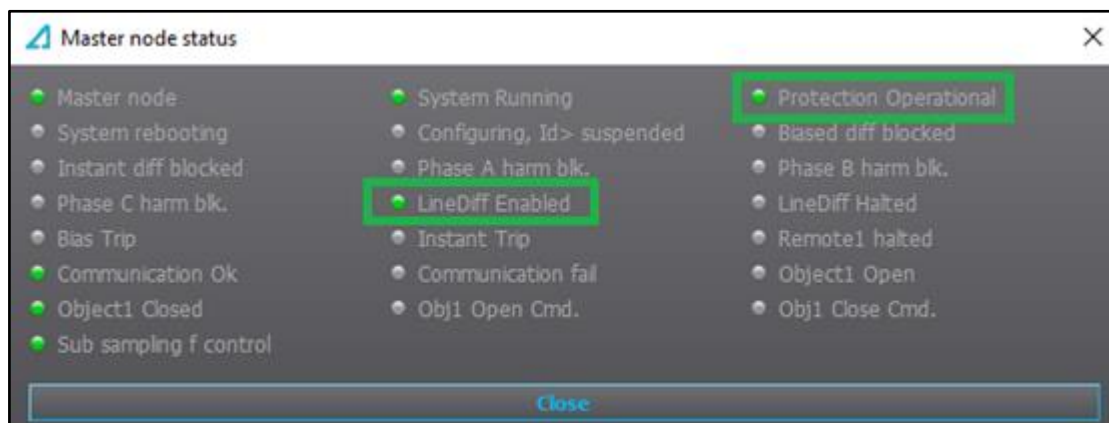 Master node status
Master node System Running Protection Operational
System rebooting Configuring, Id> suspended Biased diff blocked
Instant diff blocked Phase A harm blk. Phase B harm blk.
Phase C harm blk. LineDiff Enabled LineDiff Halted
Bias Trip Instant Trip Remote1 halted
Communication Ok Communication fail Object1 Open
Object1 Closed Obj1 Open Cmd. Obj1 Close Cmd.
Sub sampling f control
Close